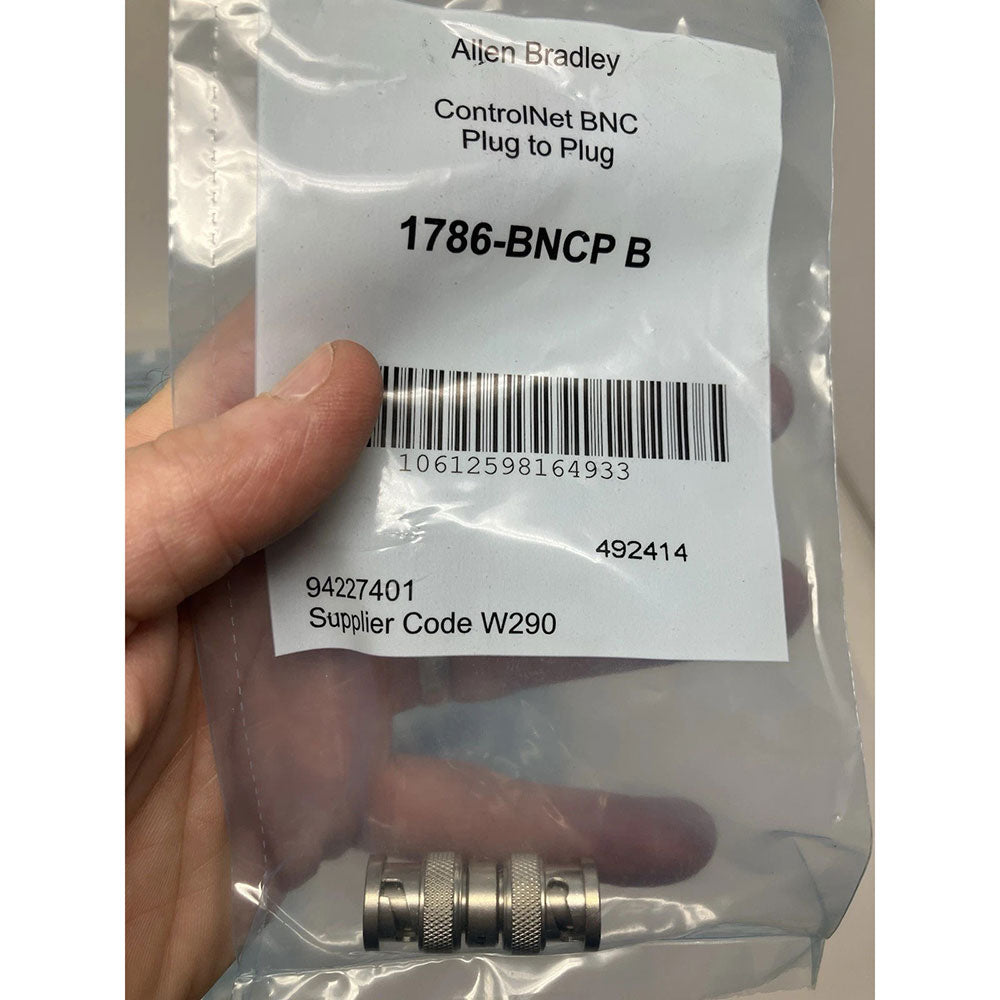 Allen Bradley
ControlNet BNC
Plug to Plug
1786-BNCP B
10612598164933
492414
94227401
Supplier Code W290